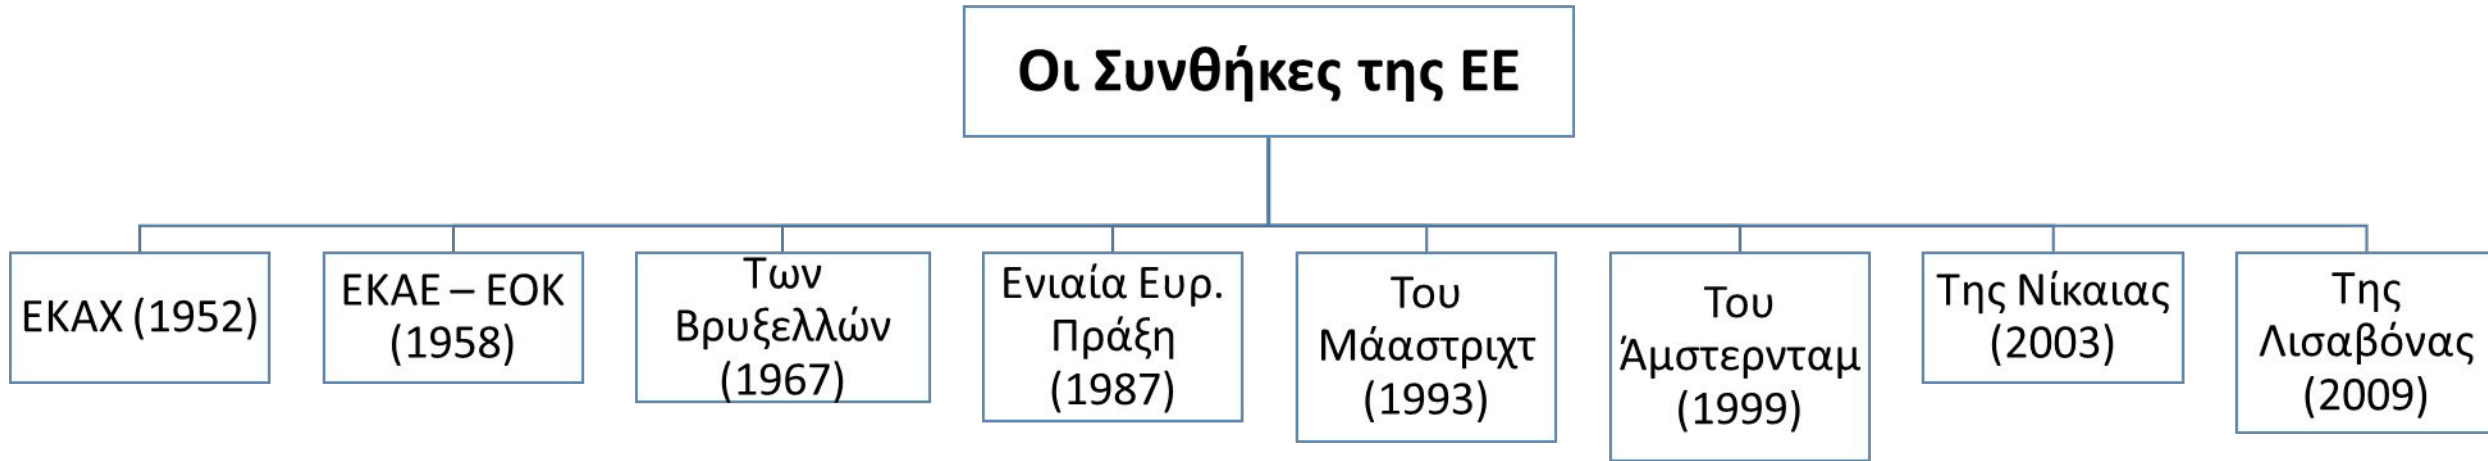 Οι Συνθήκες της ΕΕ
ΕΚΑΧ (1952)
ΕΚΑΕ – ΕΟΚ
(1958)
Των
Βρυξελλών
(1967)
Ενιαία Ευρ.
Πράξη
(1987)
Του
Μάαστριχτ
(1993)
Του
Άμστερνταμ
(1999)
Της Νίκαιας
(2003)
Της
Λισαβόνας
(2009)